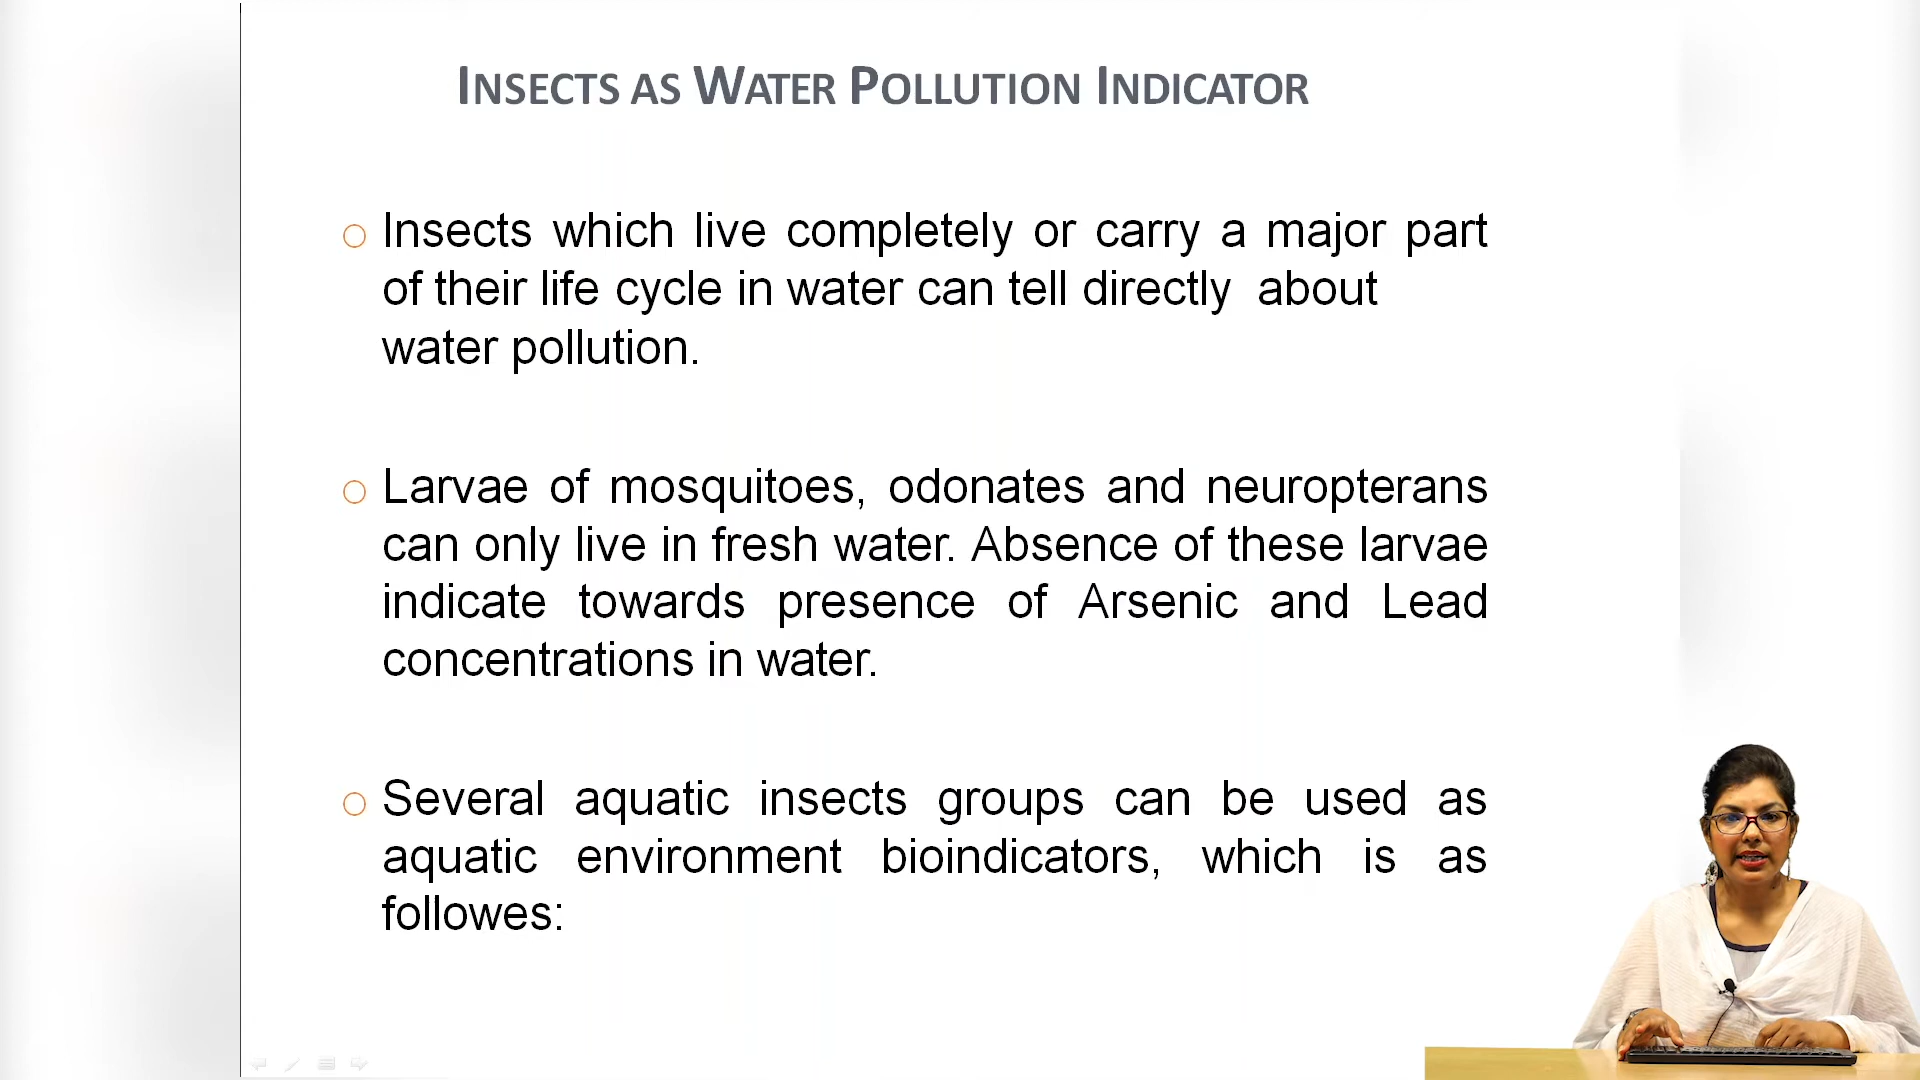 INSECTS AS WATER POLLUTION INDICATOR
Insects which live completely or carry a major part
of their life cycle in water can tell directly about
water pollution.
Larvae of mosquitoes, odonates and neuropterans
can only live in fresh water. Absence of these larvae
indicate towards presence of Arsenic and Lead
concentrations in water.
Several aquatic insects groups can be used as
aquatic environment bioindicators, which is as
followes: